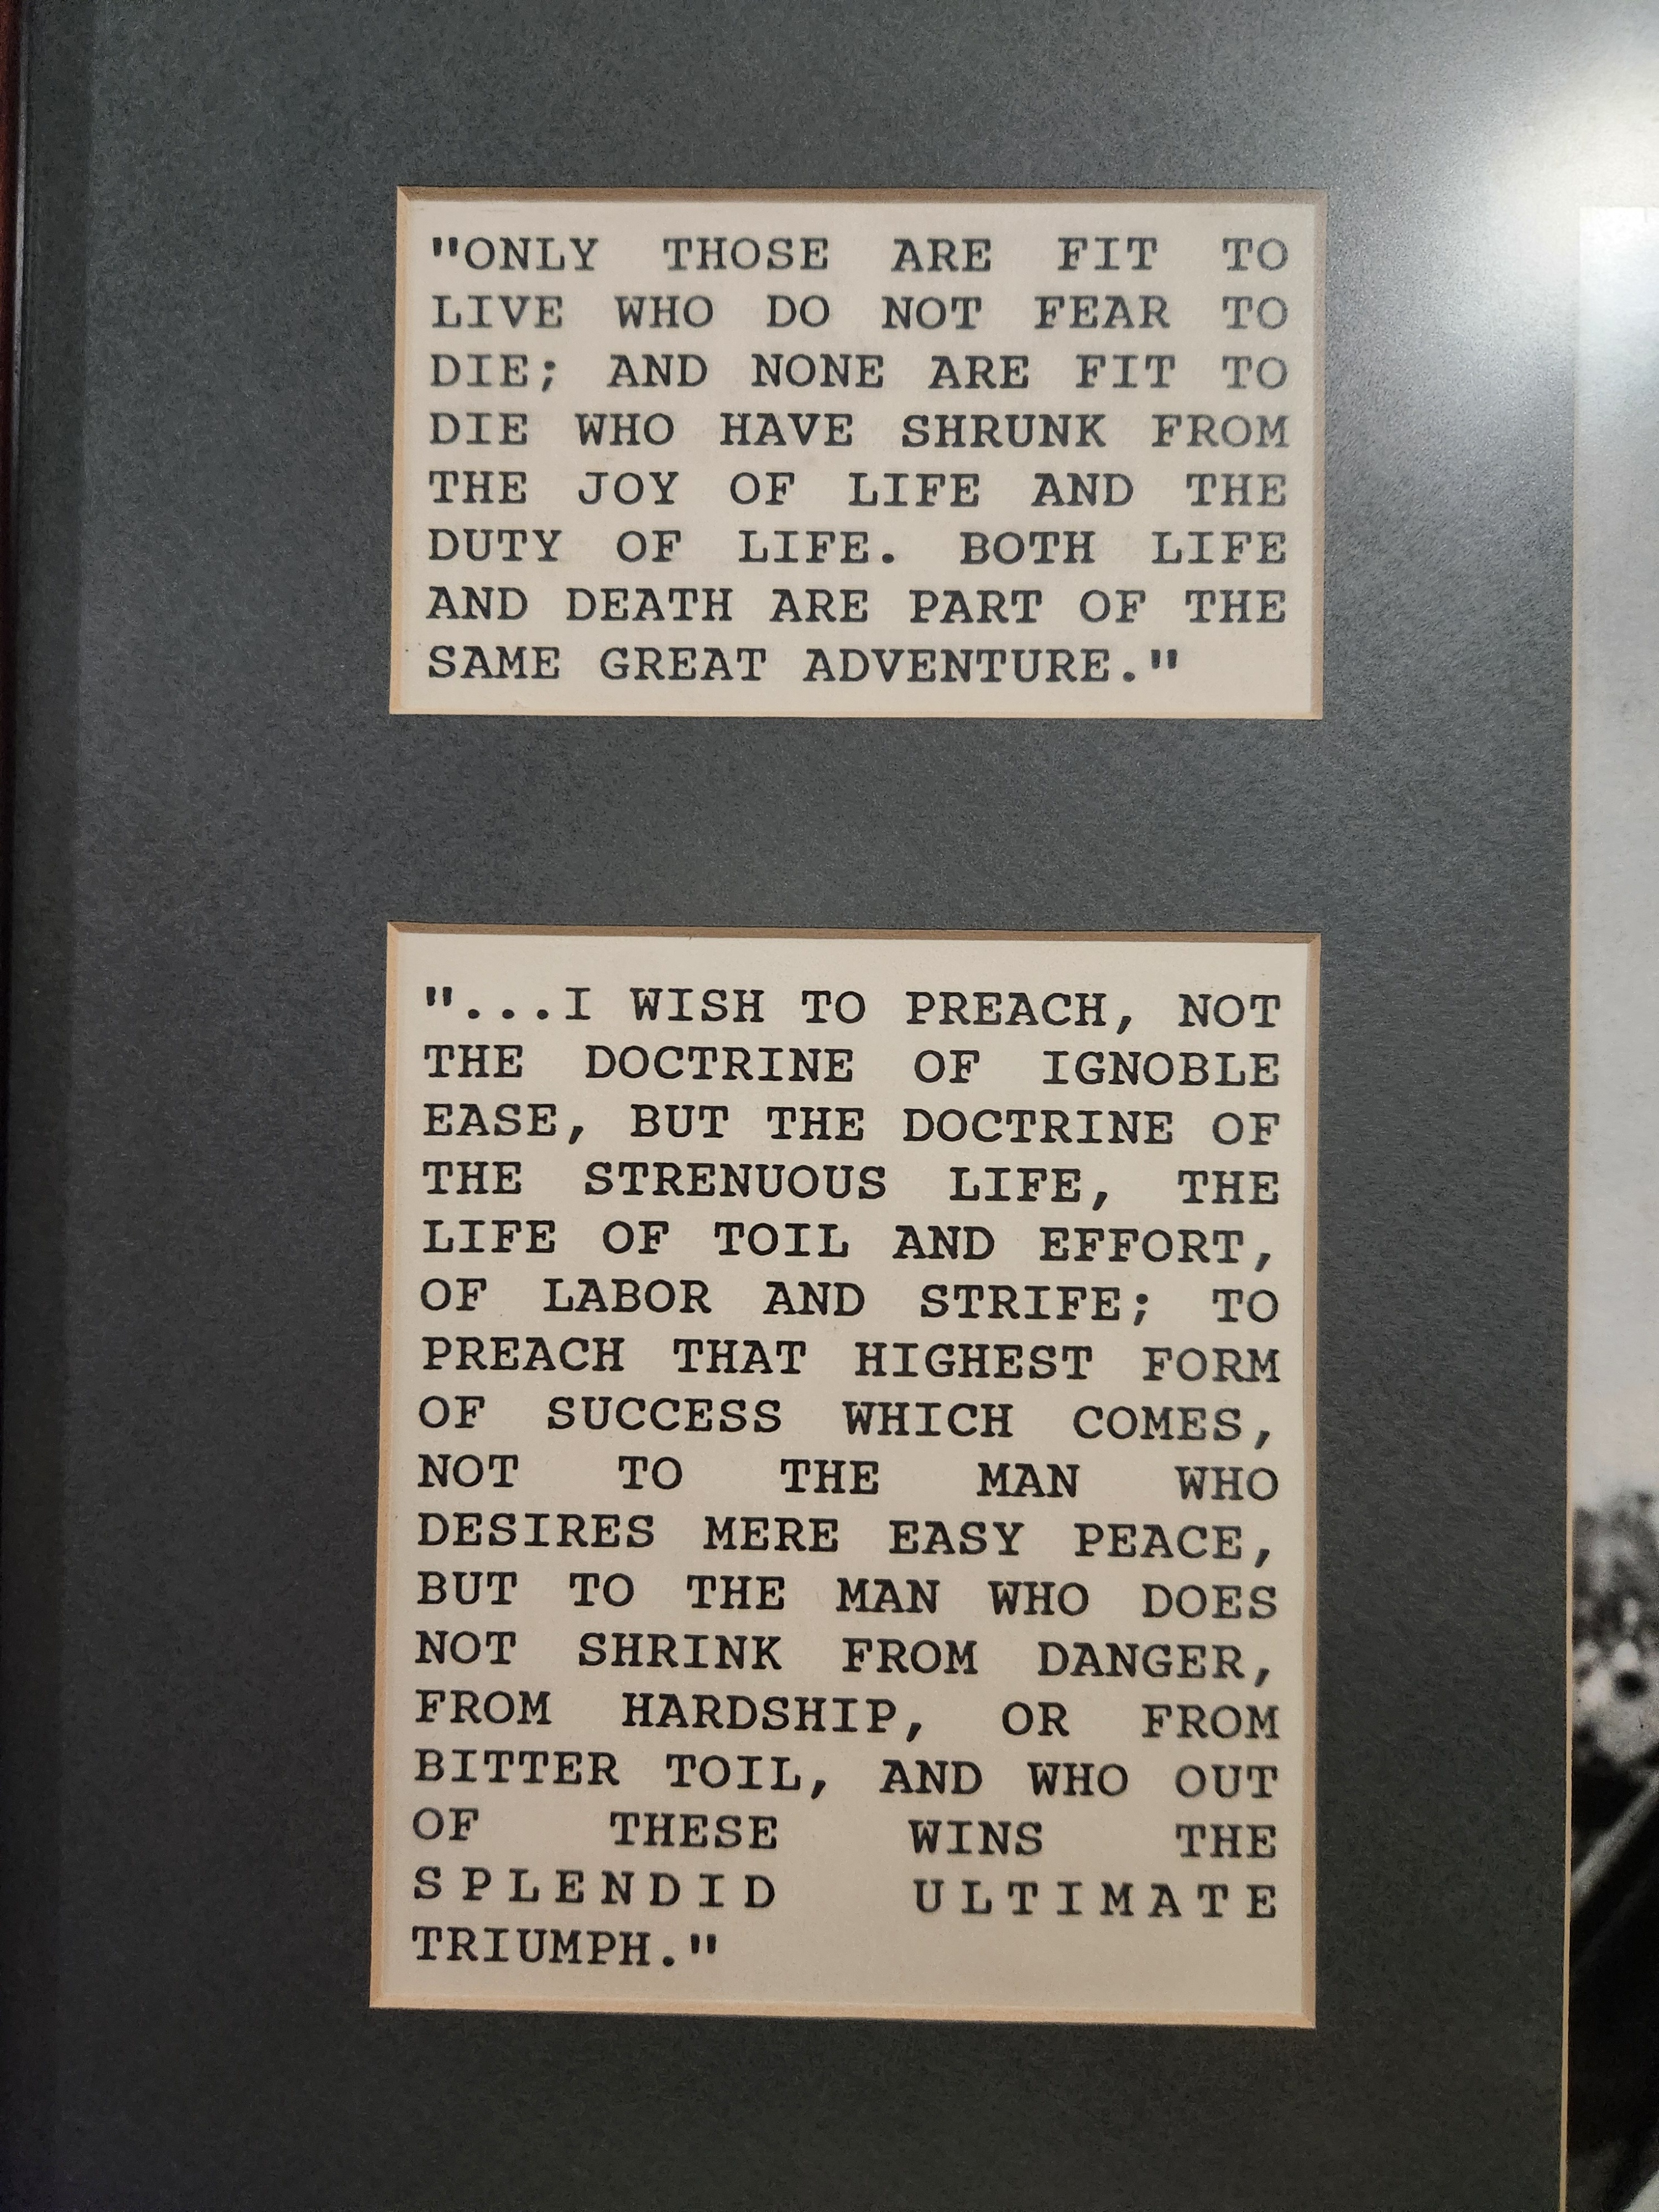 "ONLY THOSE ARE FIT TO
LIVE WHO DO NOT FEAR TO
DIE; AND NONE ARE FIT TO
DIE WHO HAVE SHRUNK FROM
THE JOY OF LIFE AND THE
DUTY OF LIFE. BOTH LIFE
AND DEATH ARE PART OF THE
SAME GREAT ADVENTURE."
"...I WISH TO PREACH, NOT
THE DOCTRINE OF IGNOBLE
EASE, BUT THE DOCTRINE OF
THE STRENUOUS LIFE, THE
LIFE OF TOIL AND EFFORT,
OF LABOR AND STRIFE; TO
PREACH THAT HIGHEST FORM
OF SUCCESS WHICH COMES,
NOT TO THE MAN WHO
DESIRES MERE EASY PEACE,
BUT TO THE MAN WHO DOES
NOT SHRINK FROM DANGER,
FROM HARDSHIP, OR FROM
BITTER TOIL, AND WHO OUT
OF THESE WINS THE
SPLENDID ULTIMATE
TRIUMPH."